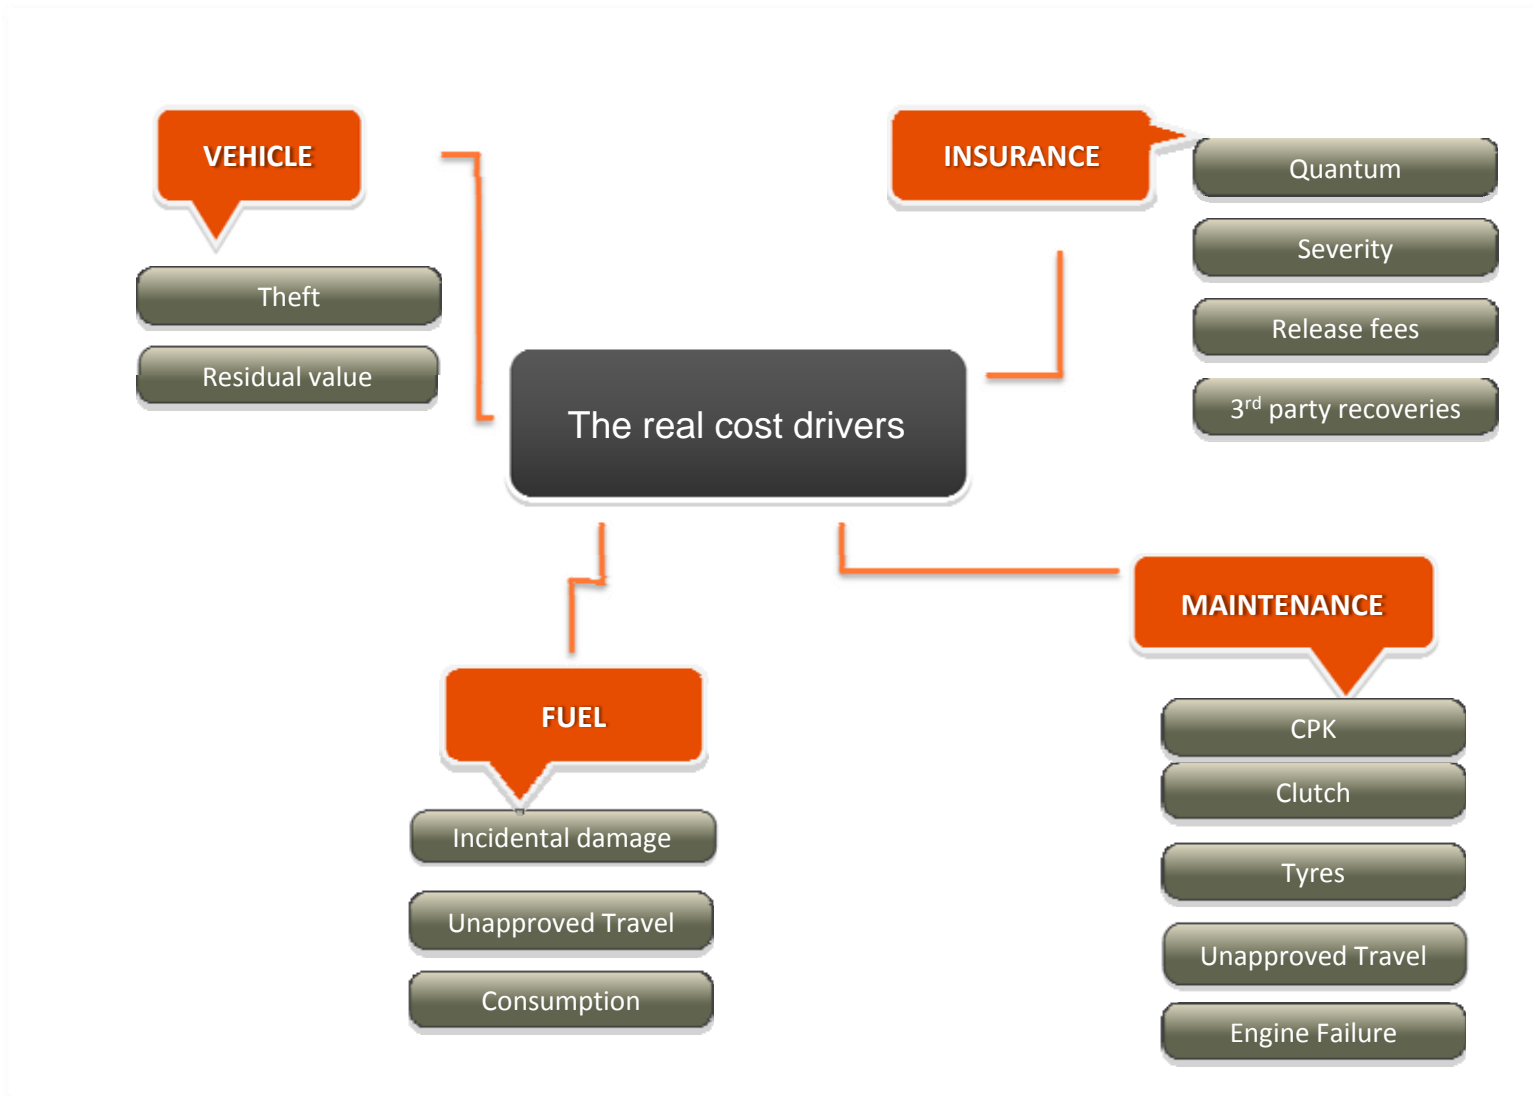 VEHICLE
Theft
Residual value
INSURANCE
Quantum
Severity
Release fees
3rd party recoveries
The real cost drivers
FUEL
Incidental damage
Unapproved Travel
Consumption
MAINTENANCE
CPK
Clutch
Tyres
Unapproved Travel
Engine Failure